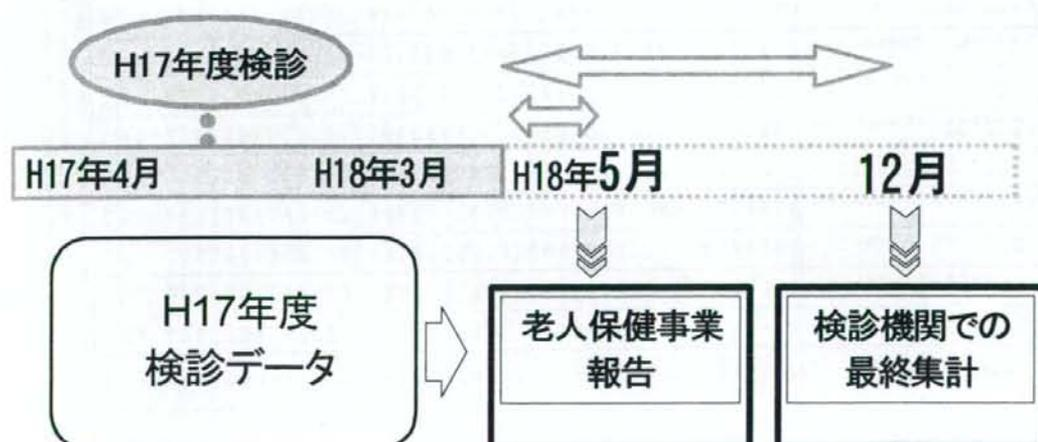 H17年度検診
H17年4月 H18年3月 H18年5月 12月
H17年度
検診データ
老人保健事業
報告
検診機関での
最終集計